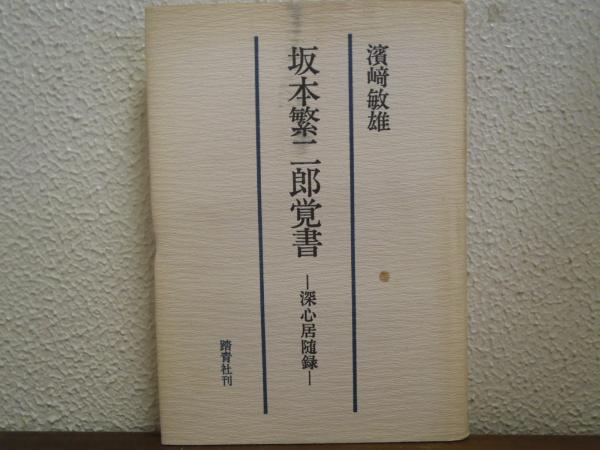 濱﨑敏雄
坂本繁二郎覚書
―深心居随録―
踏青社刊